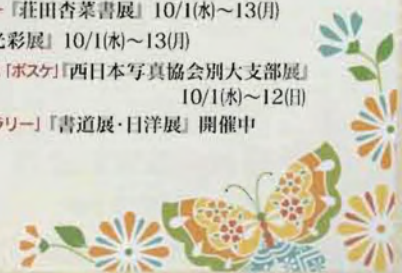 『荘田杏菜書展』10/1(水)～13(月)
光彩展』10/1(水)～13(月)
「ボスケ」『西日本写真協会別大支部展』
10/1(水)～12(日)
ラリー」『書道展・日洋展』開催中